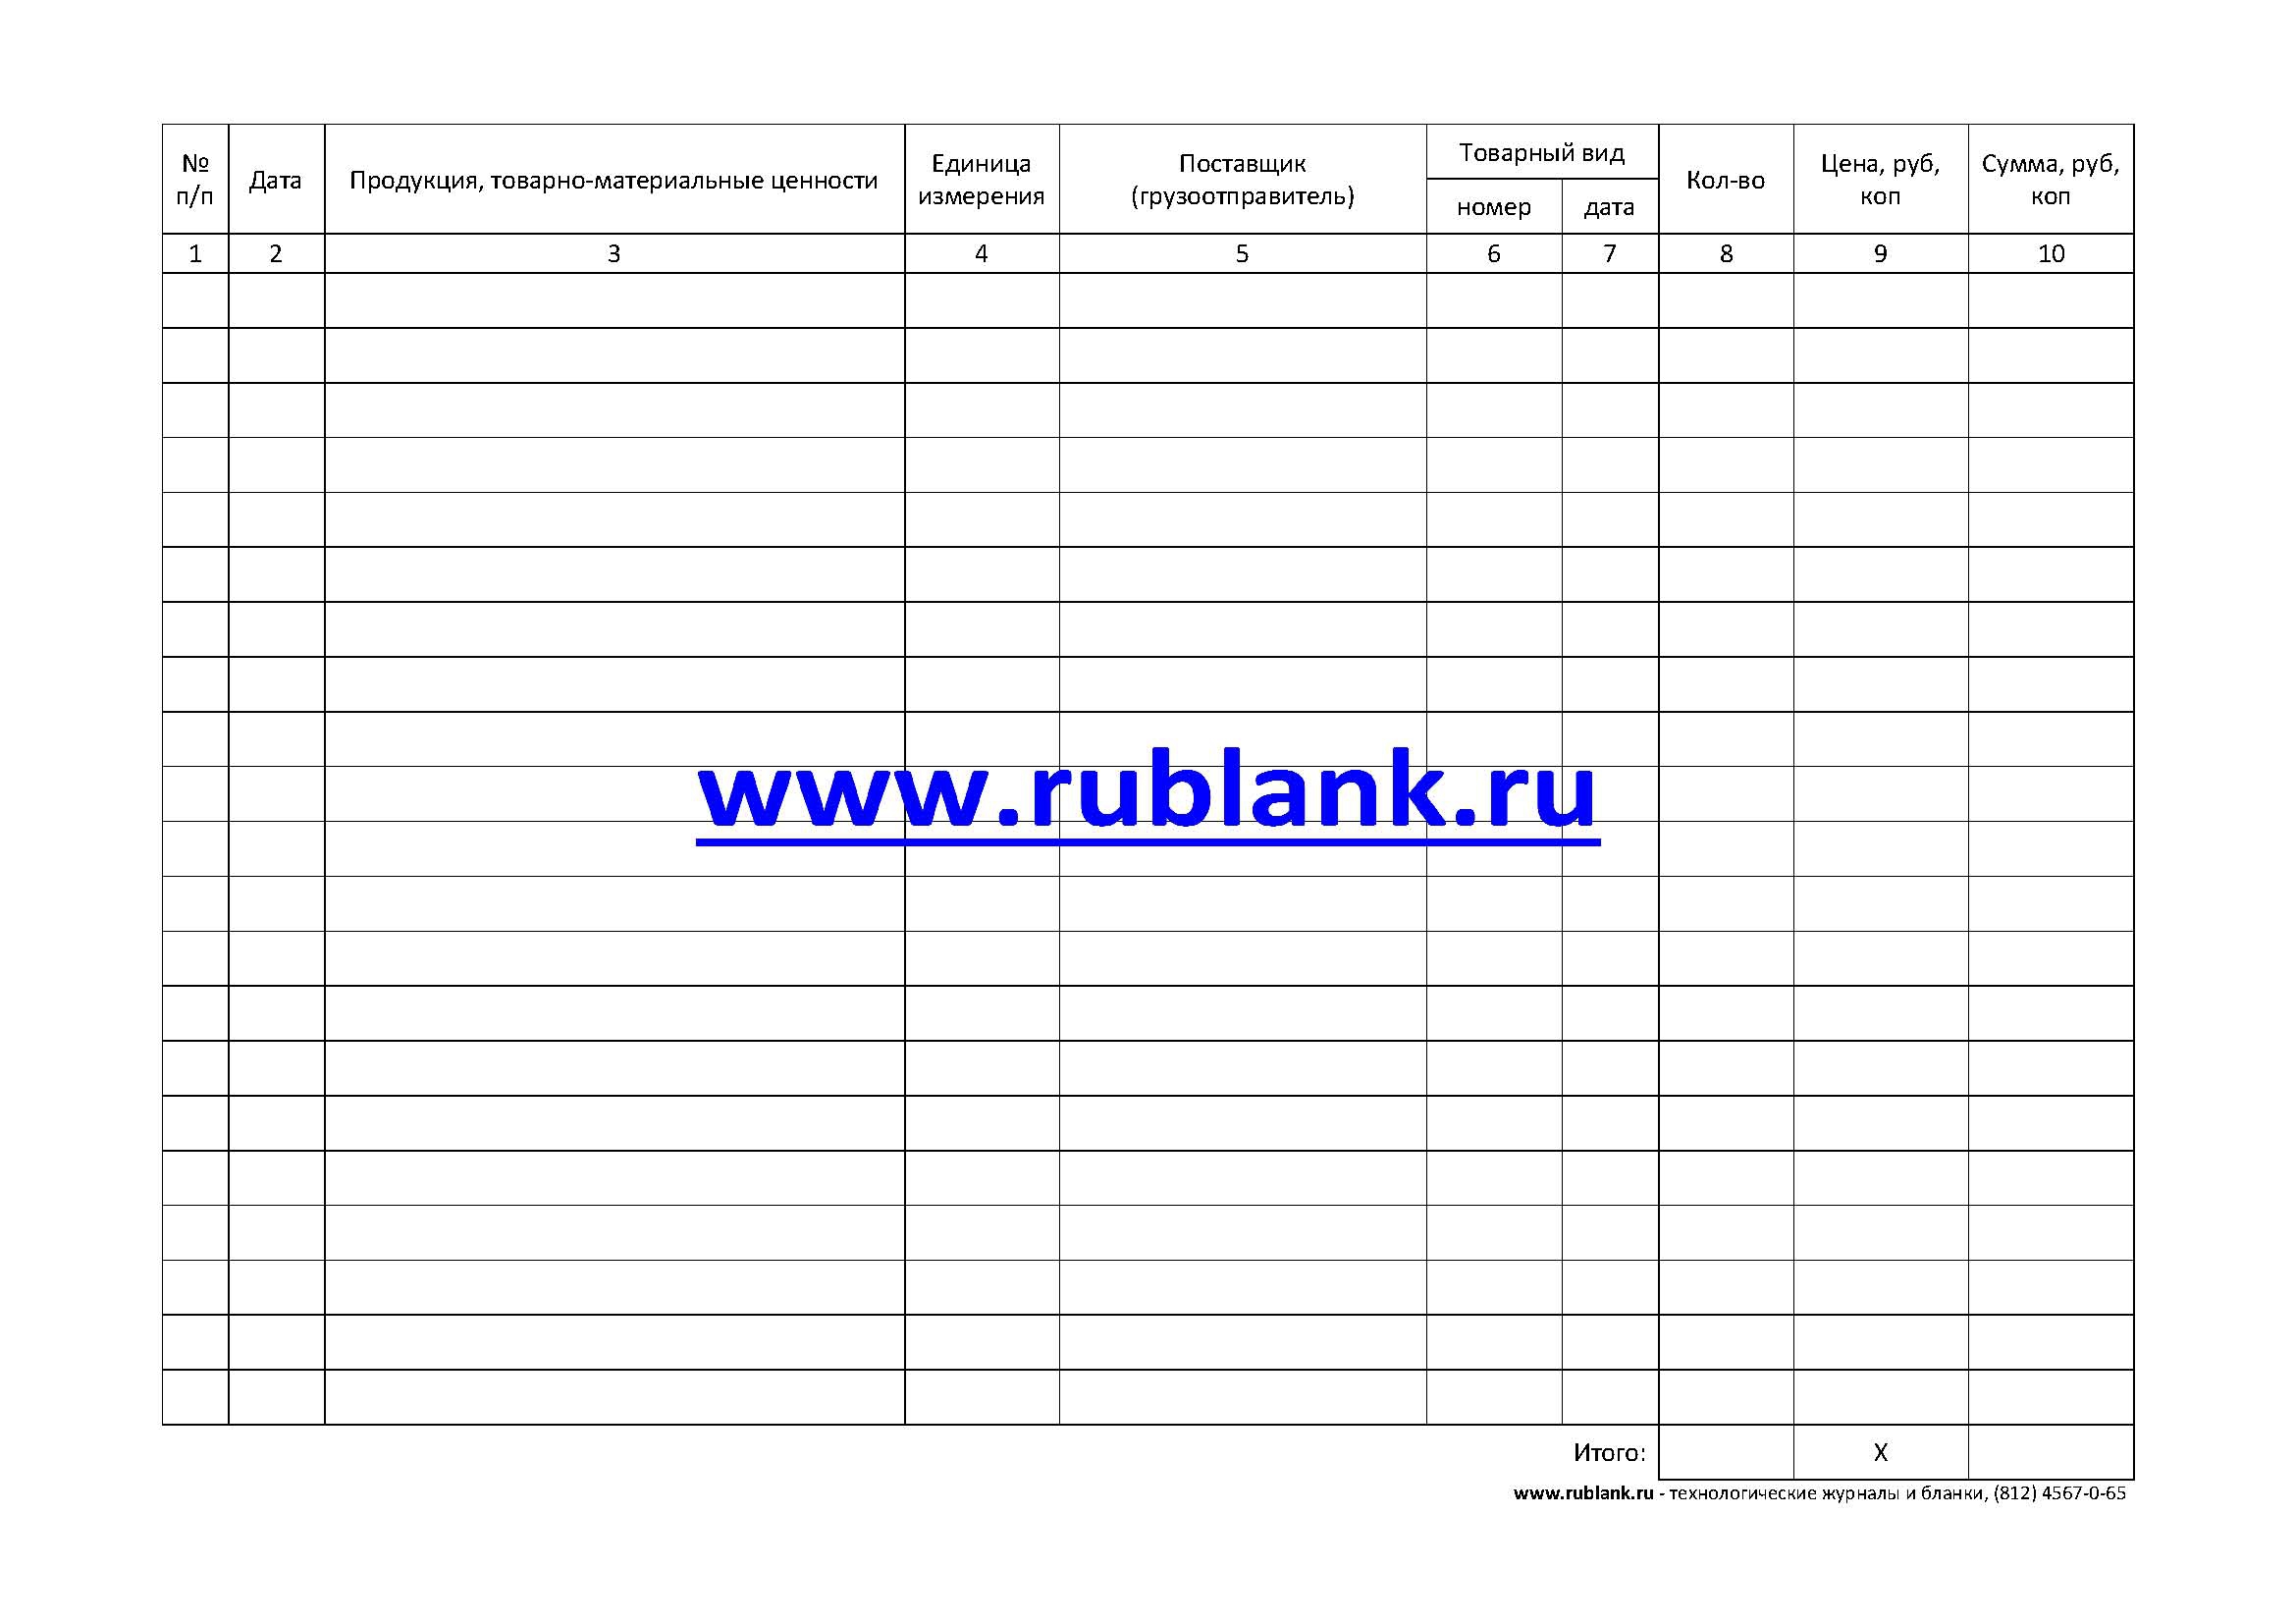 № п/п
Дата
Продукция, товарно-материальные ценности
Единица измерения
Поставщик (грузоотправитель)
Товарный вид
номер
дата
Кол-во
Цена, руб, коп
Сумма, руб, коп
1 2 3 4 5 6 7 8 9 10
www.rublank.ru
Итого: Х
www.rublank.ru - технологические журналы и бланки, (812) 4567-0-65